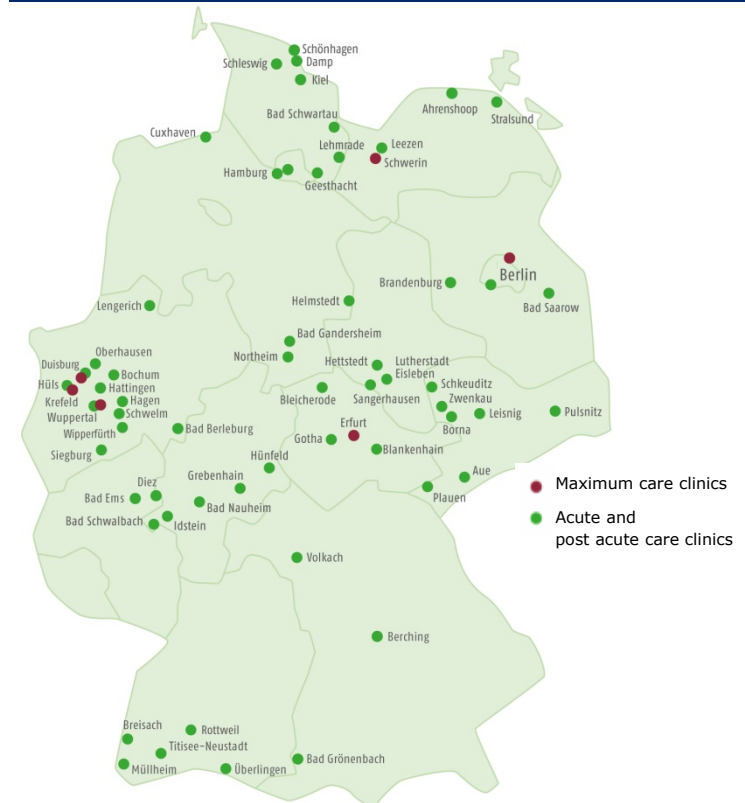 Schönhagen
Schleswig
Damp
Kiel
Ahrenshoop
Stralsund
Bad Schwartau
Cuxhaven
Lehmrade
Leezen
Schwerin
Hamburg
Geesthacht
Berlin
Brandenburg
Bad Saarow
Lengerich
Helmstedt
Bad Gandersheim
Northeim
Oberhausen
Duisburg
Bochum
Hüls
Hattingen
Krefeld
Hagen
Wuppertal
Schwelm
Wipperfürth
Bad Berleburg
Siegburg
Hettstedt
Lutherstadt
Eisleben
Schkeuditz
Bleicherode
Sangerhausen
Zwenkau
Leisnig
Pulsnitz
Borna
Erfurt
Gotha
Blankenhain
Hünfeld
Aue
Plauen
Grebenhain
Diez
Bad Ems
Bad Nauheim
Bad Schwalbach
Idstein
Maximum care clinics
Acute and
post acute care clinics
Volkach
Berching
Breisach
Rottweil
Titisee-Neustadt
Müllheim
Überlingen
Bad Grönenbach